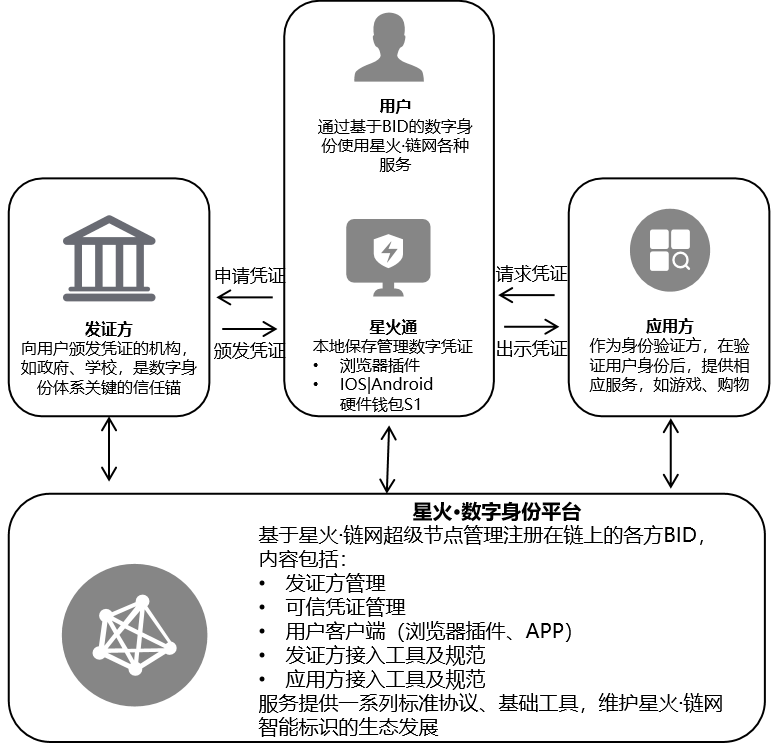 用户
通过基于BID的数字身
份使用星火·链网各种
服务
申请凭证
颁发凭证
请求凭证
出示凭证
发证方
向用户颁发凭证的机构，
如政府、学校，是数字身
份体系关键的信任锚
星火通
本地保存管理数字凭证
• 浏览器插件
• IOS|Android
硬件钱包S1
应用方
作为身份验证方，在验
证用户身份后，提供相
应服务，如游戏、购物
星火·数字身份平台
基于星火·链网超级节点管理注册在链上的各方BID，
内容包括：
• 发证方管理
• 可信凭证管理
• 用户客户端（浏览器插件、APP）
• 发证方接入工具及规范
• 应用方接入工具及规范
服务提供一系列标准协议、基础工具，维护星火·链网
智能标识的生态发展